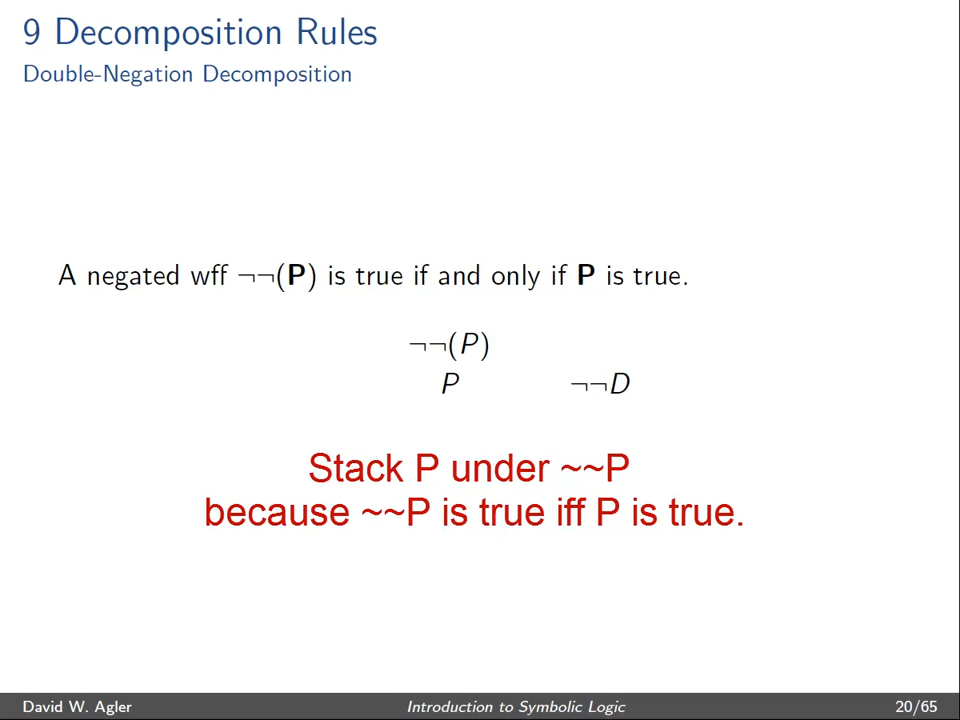 9 Decomposition Rules
Double-Negation Decomposition
A negated wff ¬¬(P) is true if and only if P is true.
¬¬(P)
P ¬¬D
Stack P under ~~P
because ~~P is true iff P is true.
David W. Agler Introduction to Symbolic Logic 20/65